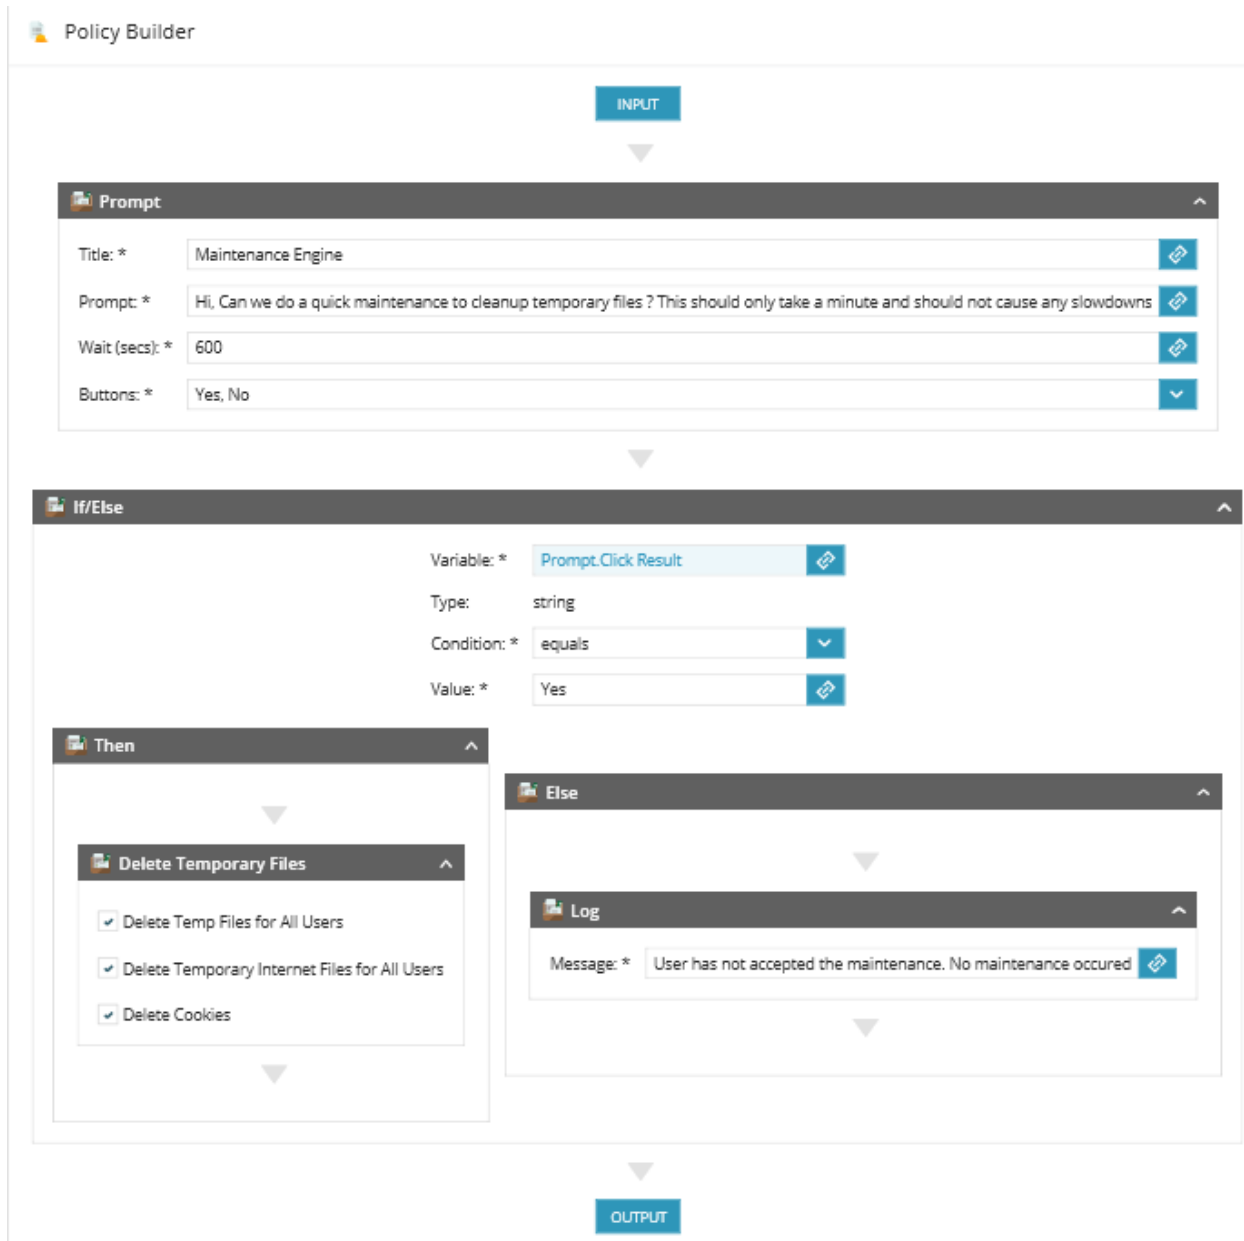 Policy Builder
INPUT
Prompt
Title: * Maintenance Engine
Prompt: * Hi, Can we do a quick maintenance to cleanup temporary files ? This should only take a minute and should not cause any slowdowns
Wait (secs): * 600
Buttons: * Yes, No
If/Else
Variable: * Prompt.Click Result
Type: string
Condition: * equals
Value: * Yes
Then
Delete Temporary Files
Delete Temp Files for All Users
Delete Temporary Internet Files for All Users
Delete Cookies
Else
Log
Message: * User has not accepted the maintenance. No maintenance occured
OUTPUT